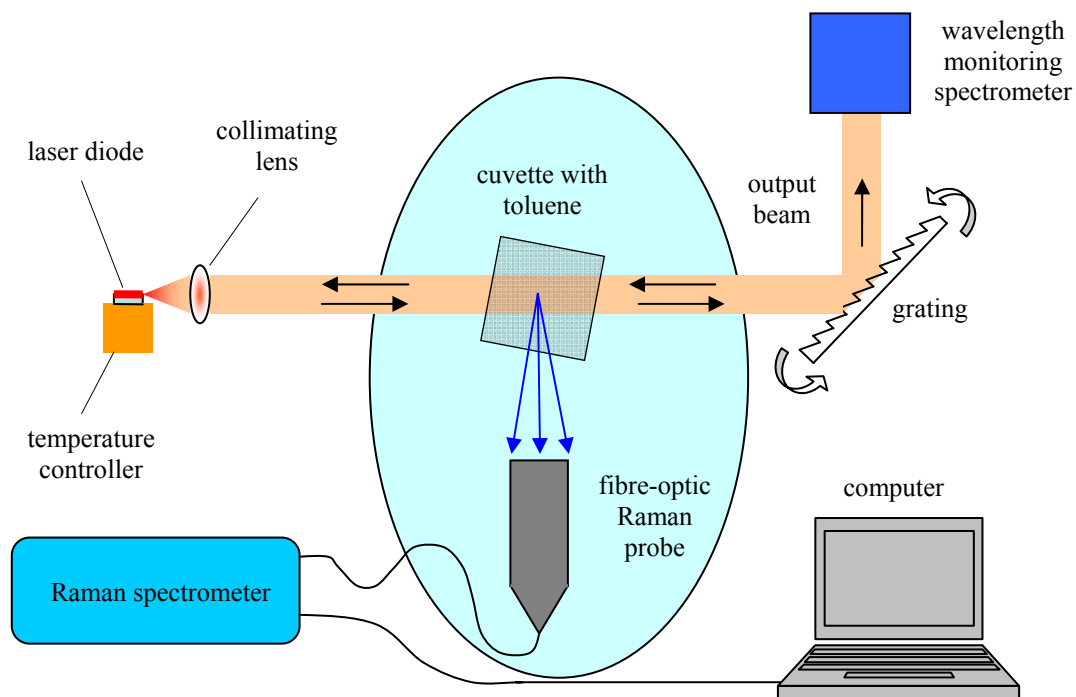 wavelength
monitoring
spectrometer
collimating
lens
laser diode
cuvette with
toluene
output
beam
grating
temperature
controller
fibre-optic
Raman
probe
computer
Raman spectrometer